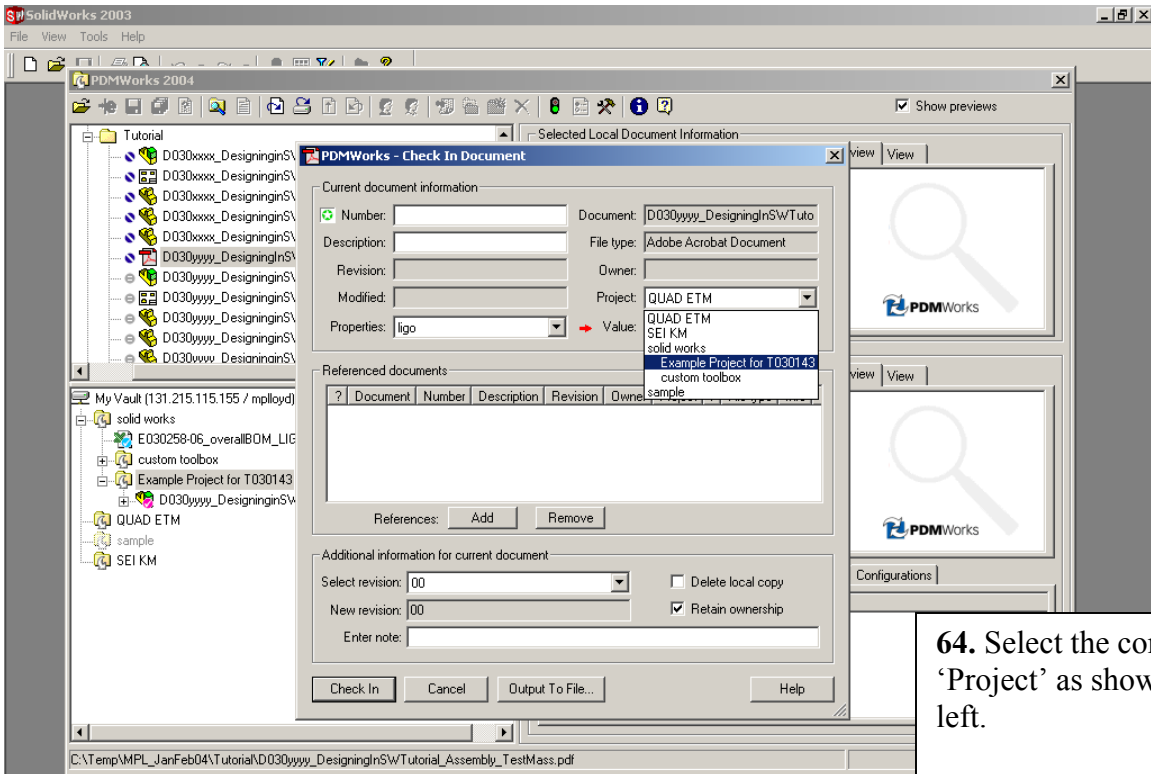 SolidWorks 2003
File View Tools Help
PDMWorks 2004
Show previews
Tutorial
D030xxxx_DesigninginS\
D030xxxx_DesigninginS\
D030xxxx_DesigninginS\
D030xxxx_DesigninginS\
D030xxxx_DesigninginS\
D030yyyy_DesigningInS\
D030yyyy_DesigninginS\
D030yyyy_DesigninginS\
D030yyyy_DesigninginS\
D030yyyy_DesigninginS\
D030yyyy_DesigninginS\
My Vault (131.215.115.155 / mplloyd)
solid works
E030258-06_overallBOM_LIG
custom toolbox
Example Project for T030143
D030yyyy_DesigninginSW
QUAD ETM
sample
SEI KM
Selected Local Document Information
view View
PDMWorks
view View
PDMWorks
Configurations
PDMWorks - Check In Document
Current document information
Number:
Document: D030yyyy_DesigningInSWTuto
Description:
File type: Adobe Acrobat Document
Revision:
Owner:
Modified:
Project: QUAD ETM
Properties: ligo
Value:
QUAD ETM
SEI KM
solid works
Example Project for T030143
custom toolbox
sample
Referenced documents
? Document Number Description Revision Owne
References: Add Remove
Additional information for current document
Select revision: 00
Delete local copy
New revision: 00
Retain ownership
Enter note:
Check In Cancel Output To File... Help
C:\Temp\MPL_JanFeb04\Tutorial\D030yyyy_DesigningInSWTutorial_Assembly_TestMass.pdf
64. Select the cor
‘Project’ as show
left.